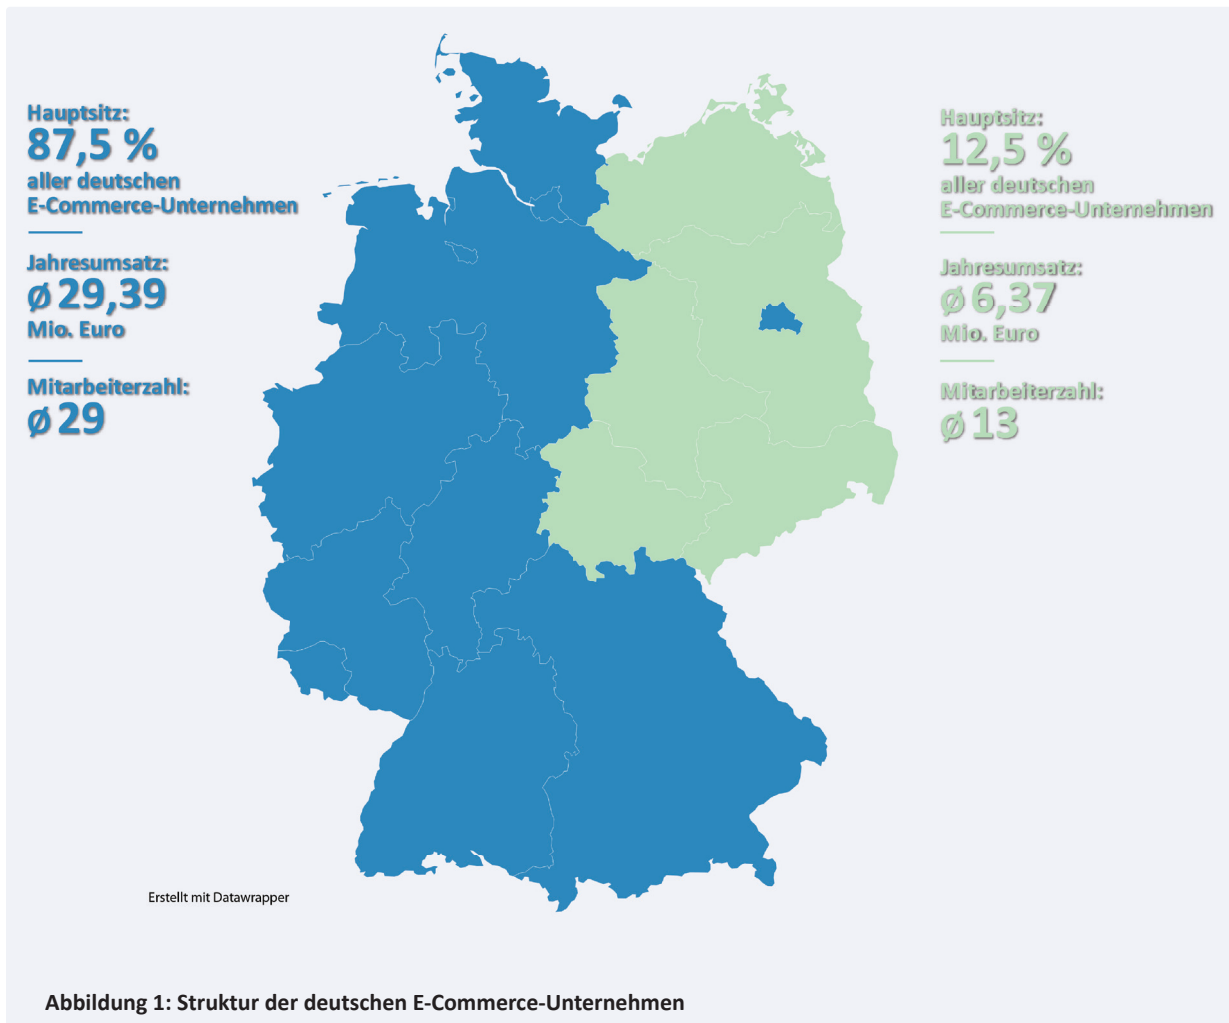 Hauptsitz:
87,5 %
aller deutschen
E-Commerce-Unternehmen
Jahresumsatz:
Ø 29,39
Mio. Euro
Mitarbeiterzahl:
Ø 29
Hauptsitz:
12,5 %
aller deutschen
E-Commerce-Unternehmen
Jahresumsatz:
Ø 6,37
Mio. Euro
Mitarbeiterzahl:
Ø 13
Erstellt mit Datawrapper
Abbildung 1: Struktur der deutschen E-Commerce-Unternehmen